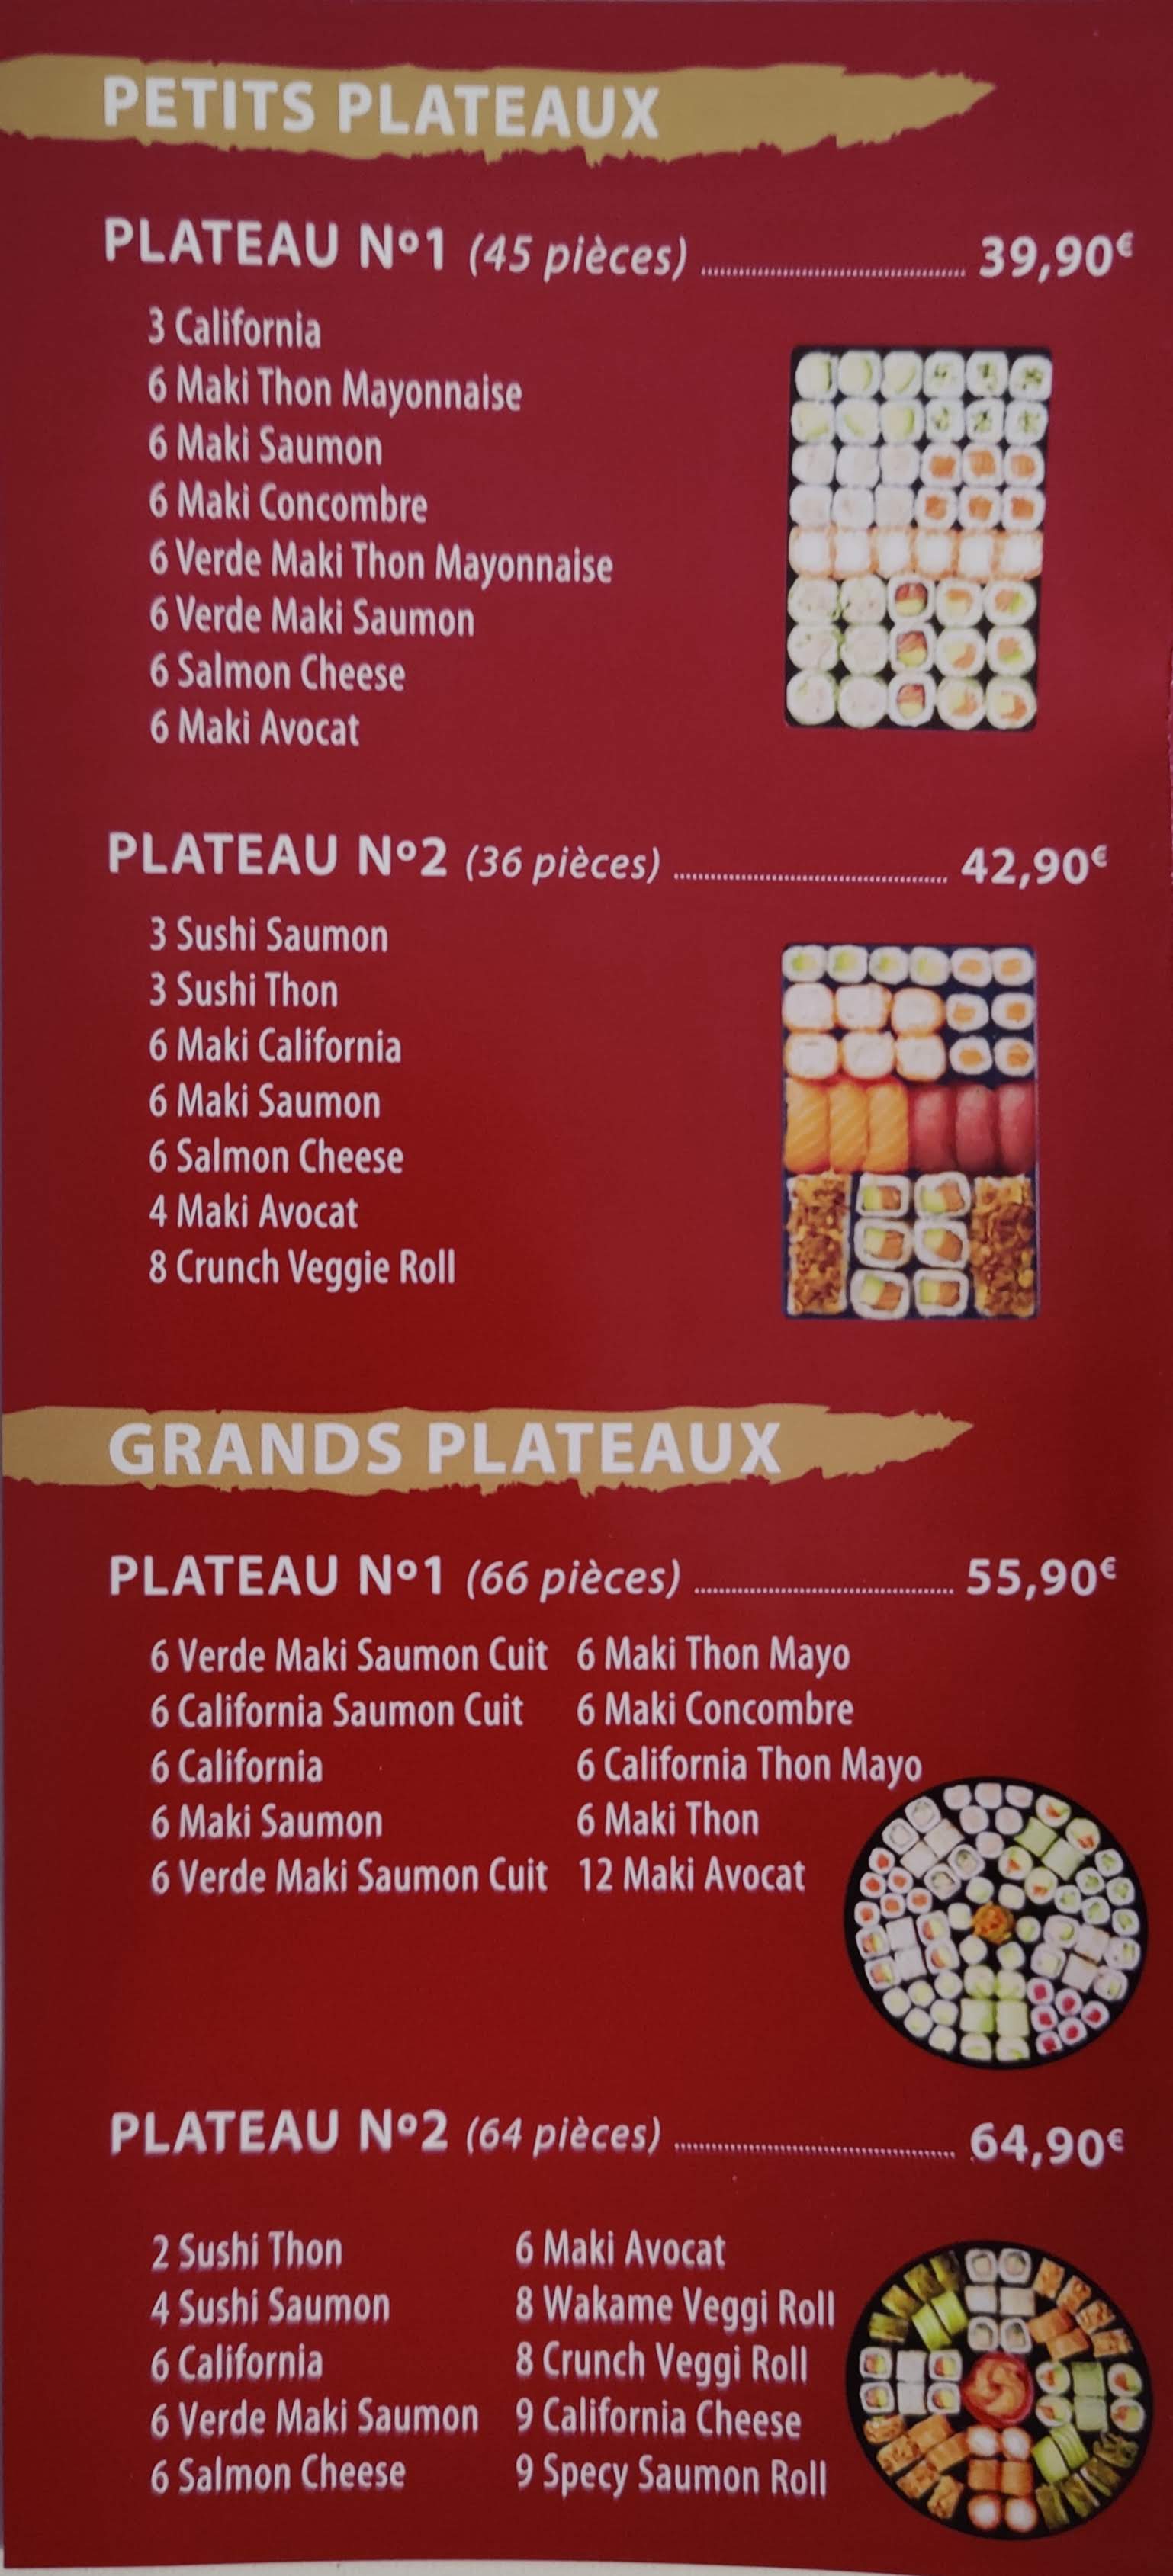 PETITS PLATEAUX
PLATEAU Nº1 (45 pièces) ........................................ 39,90€
3 California
6 Maki Thon Mayonnaise
6 Maki Saumon
6 Maki Concombre
6 Verde Maki Thon Mayonnaise
6 Verde Maki Saumon
6 Salmon Cheese
6 Maki Avocat
PLATEAU Nº2 (36 pièces) ........................................ 42,90€
3 Sushi Saumon
3 Sushi Thon
6 Maki California
6 Maki Saumon
6 Salmon Cheese
4 Maki Avocat
8 Crunch Veggie Roll
GRANDS PLATEAUX
PLATEAU Nº1 (66 pièces) ........................................ 55,90€
6 Verde Maki Saumon Cuit
6 California Saumon Cuit
6 California
6 Maki Saumon
6 Verde Maki Saumon Cuit
6 Maki Thon Mayo
6 Maki Concombre
6 California Thon Mayo
6 Maki Thon
12 Maki Avocat
PLATEAU Nº2 (64 pièces) ........................................ 64,90€
2 Sushi Thon
4 Sushi Saumon
6 California
6 Verde Maki Saumon
6 Salmon Cheese
6 Maki Avocat
8 Wakame Veggi Roll
8 Crunch Veggi Roll
9 California Cheese
9 Specy Saumon Roll